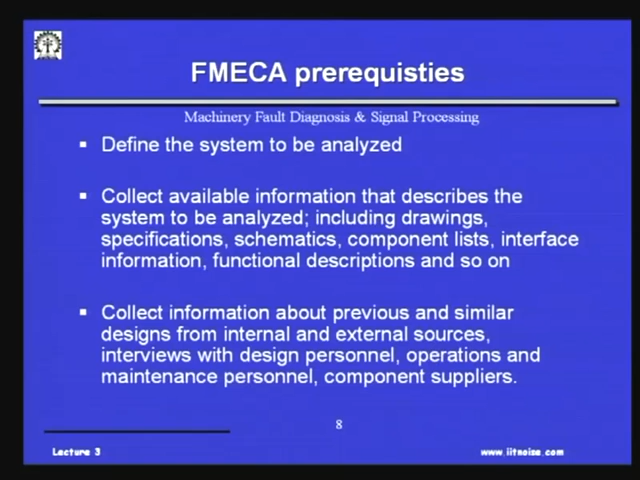 FMECA prerequisties
Machinery Fault Diagnosis & Signal Processing
▪ Define the system to be analyzed
▪ Collect available information that describes the
system to be analyzed; including drawings,
specifications, schematics, component lists, interface
information, functional descriptions and so on
▪ Collect information about previous and similar
designs from internal and external sources,
interviews with design personnel, operations and
maintenance personnel, component suppliers.
8
Lecture 3
www.iitnoise.com